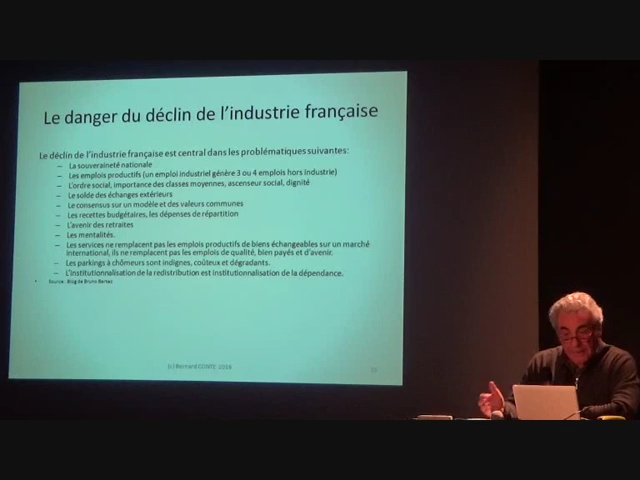 Le danger du déclin de l'industrie française
Le déclin de l'industrie française est central dans les problématiques suivantes:
– La souveraineté nationale
– Les emplois productifs (un emploi industriel génère 3 ou 4 emplois hors industrie)
– L'ordre social, importance des classes moyennes, ascenseur social, dignité
– Le solde des échanges extérieurs
– Le consensus sur un modèle et des valeurs communes
– Les recettes budgétaires, les dépenses de répartition
– L'avenir des retraites
– Les mentalités.
– Les services ne remplacent pas les emplois productifs de biens échangeables sur un marché
international, ils ne remplacent pas les emplois de qualité, bien payés et d'avenir.
– Les parkings à chômeurs sont indignes, coûteux et dégradants.
– L'institutionnalisation de la redistribution est institutionnalisation de la dépendance.
• Source : Blog de Bruno
(c) Bernard CONTE 2016